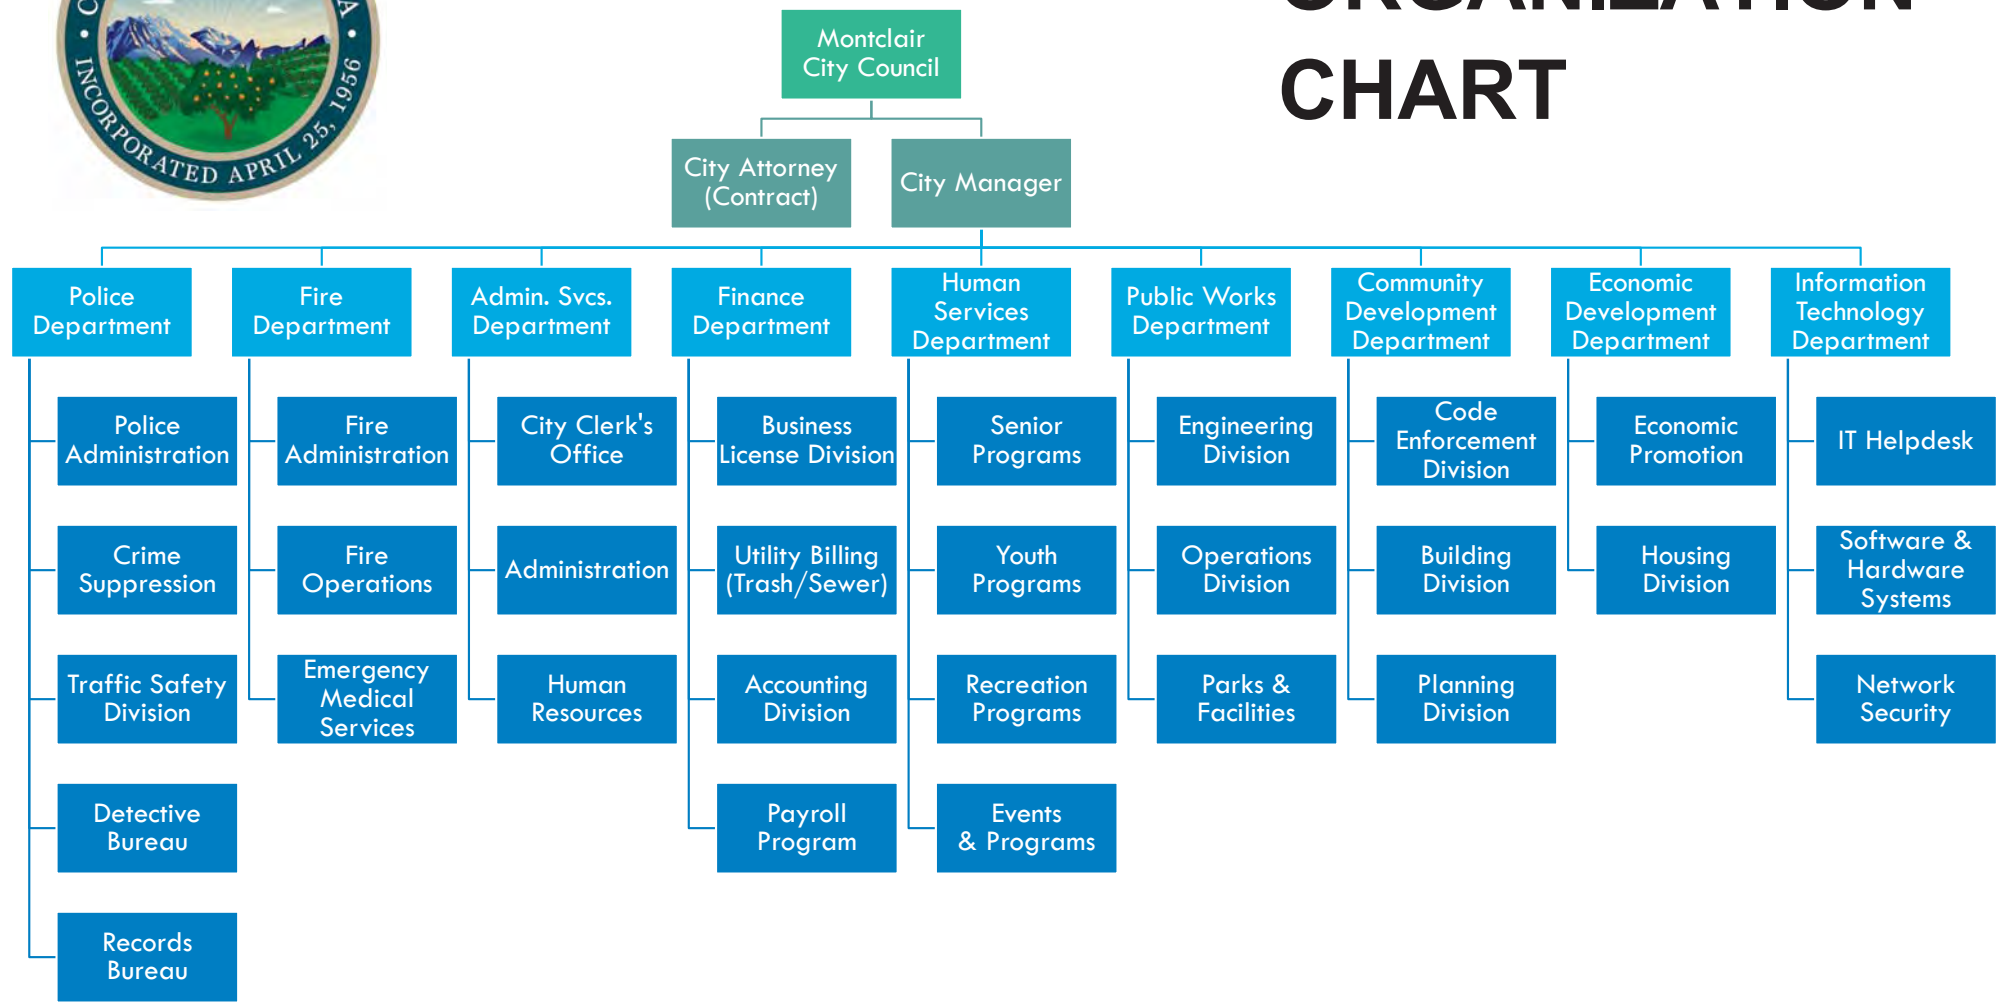 INCORPORATED APRIL 25, 1956
ORGANIZATION
CHART
Montclair
City Council
City Attorney
(Contract)
City Manager
Police
Department
Fire
Department
Admin. Svcs.
Department
Finance
Department
Human
Services
Department
Public Works
Department
Community
Development
Department
Economic
Development
Department
Information
Technology
Department
Police
Administration
Crime
Suppression
Traffic Safety
Division
Detective
Bureau
Records
Bureau
Fire
Administration
Fire
Operations
Emergency
Medical
Services
City Clerk's
Office
Administration
Human
Resources
Business
License Division
Utility Billing
(Trash/Sewer)
Accounting
Division
Payroll
Program
Senior
Programs
Youth
Programs
Recreation
Programs
Events
& Programs
Engineering
Division
Operations
Division
Parks &
Facilities
Code
Enforcement
Division
Building
Division
Planning
Division
Economic
Promotion
Housing
Division
IT Helpdesk
Software &
Hardware
Systems
Network
Security